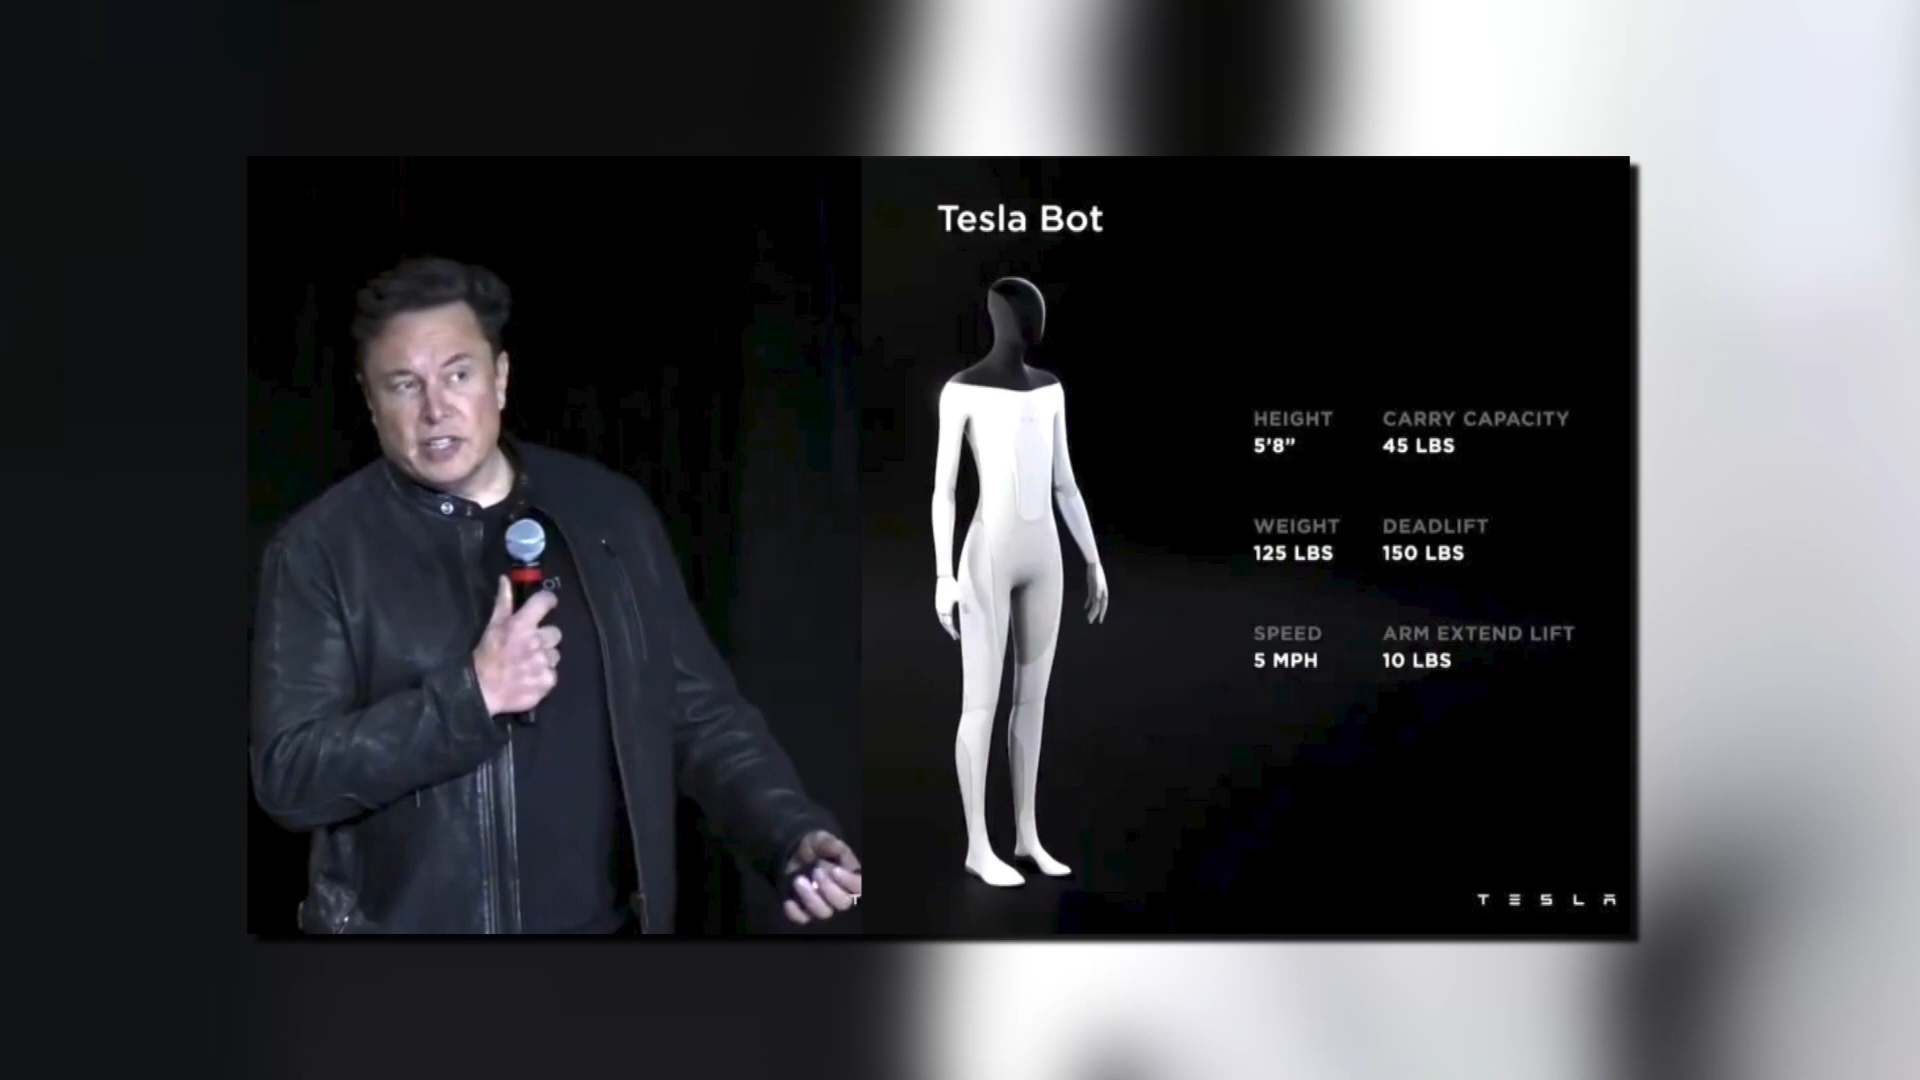 Tesla Bot
HEIGHT
5'8"
CARRY CAPACITY
45 LBS
WEIGHT
125 LBS
DEADLIFT
150 LBS
SPEED
5 MPH
ARM EXTEND LIFT
10 LBS
TESLA